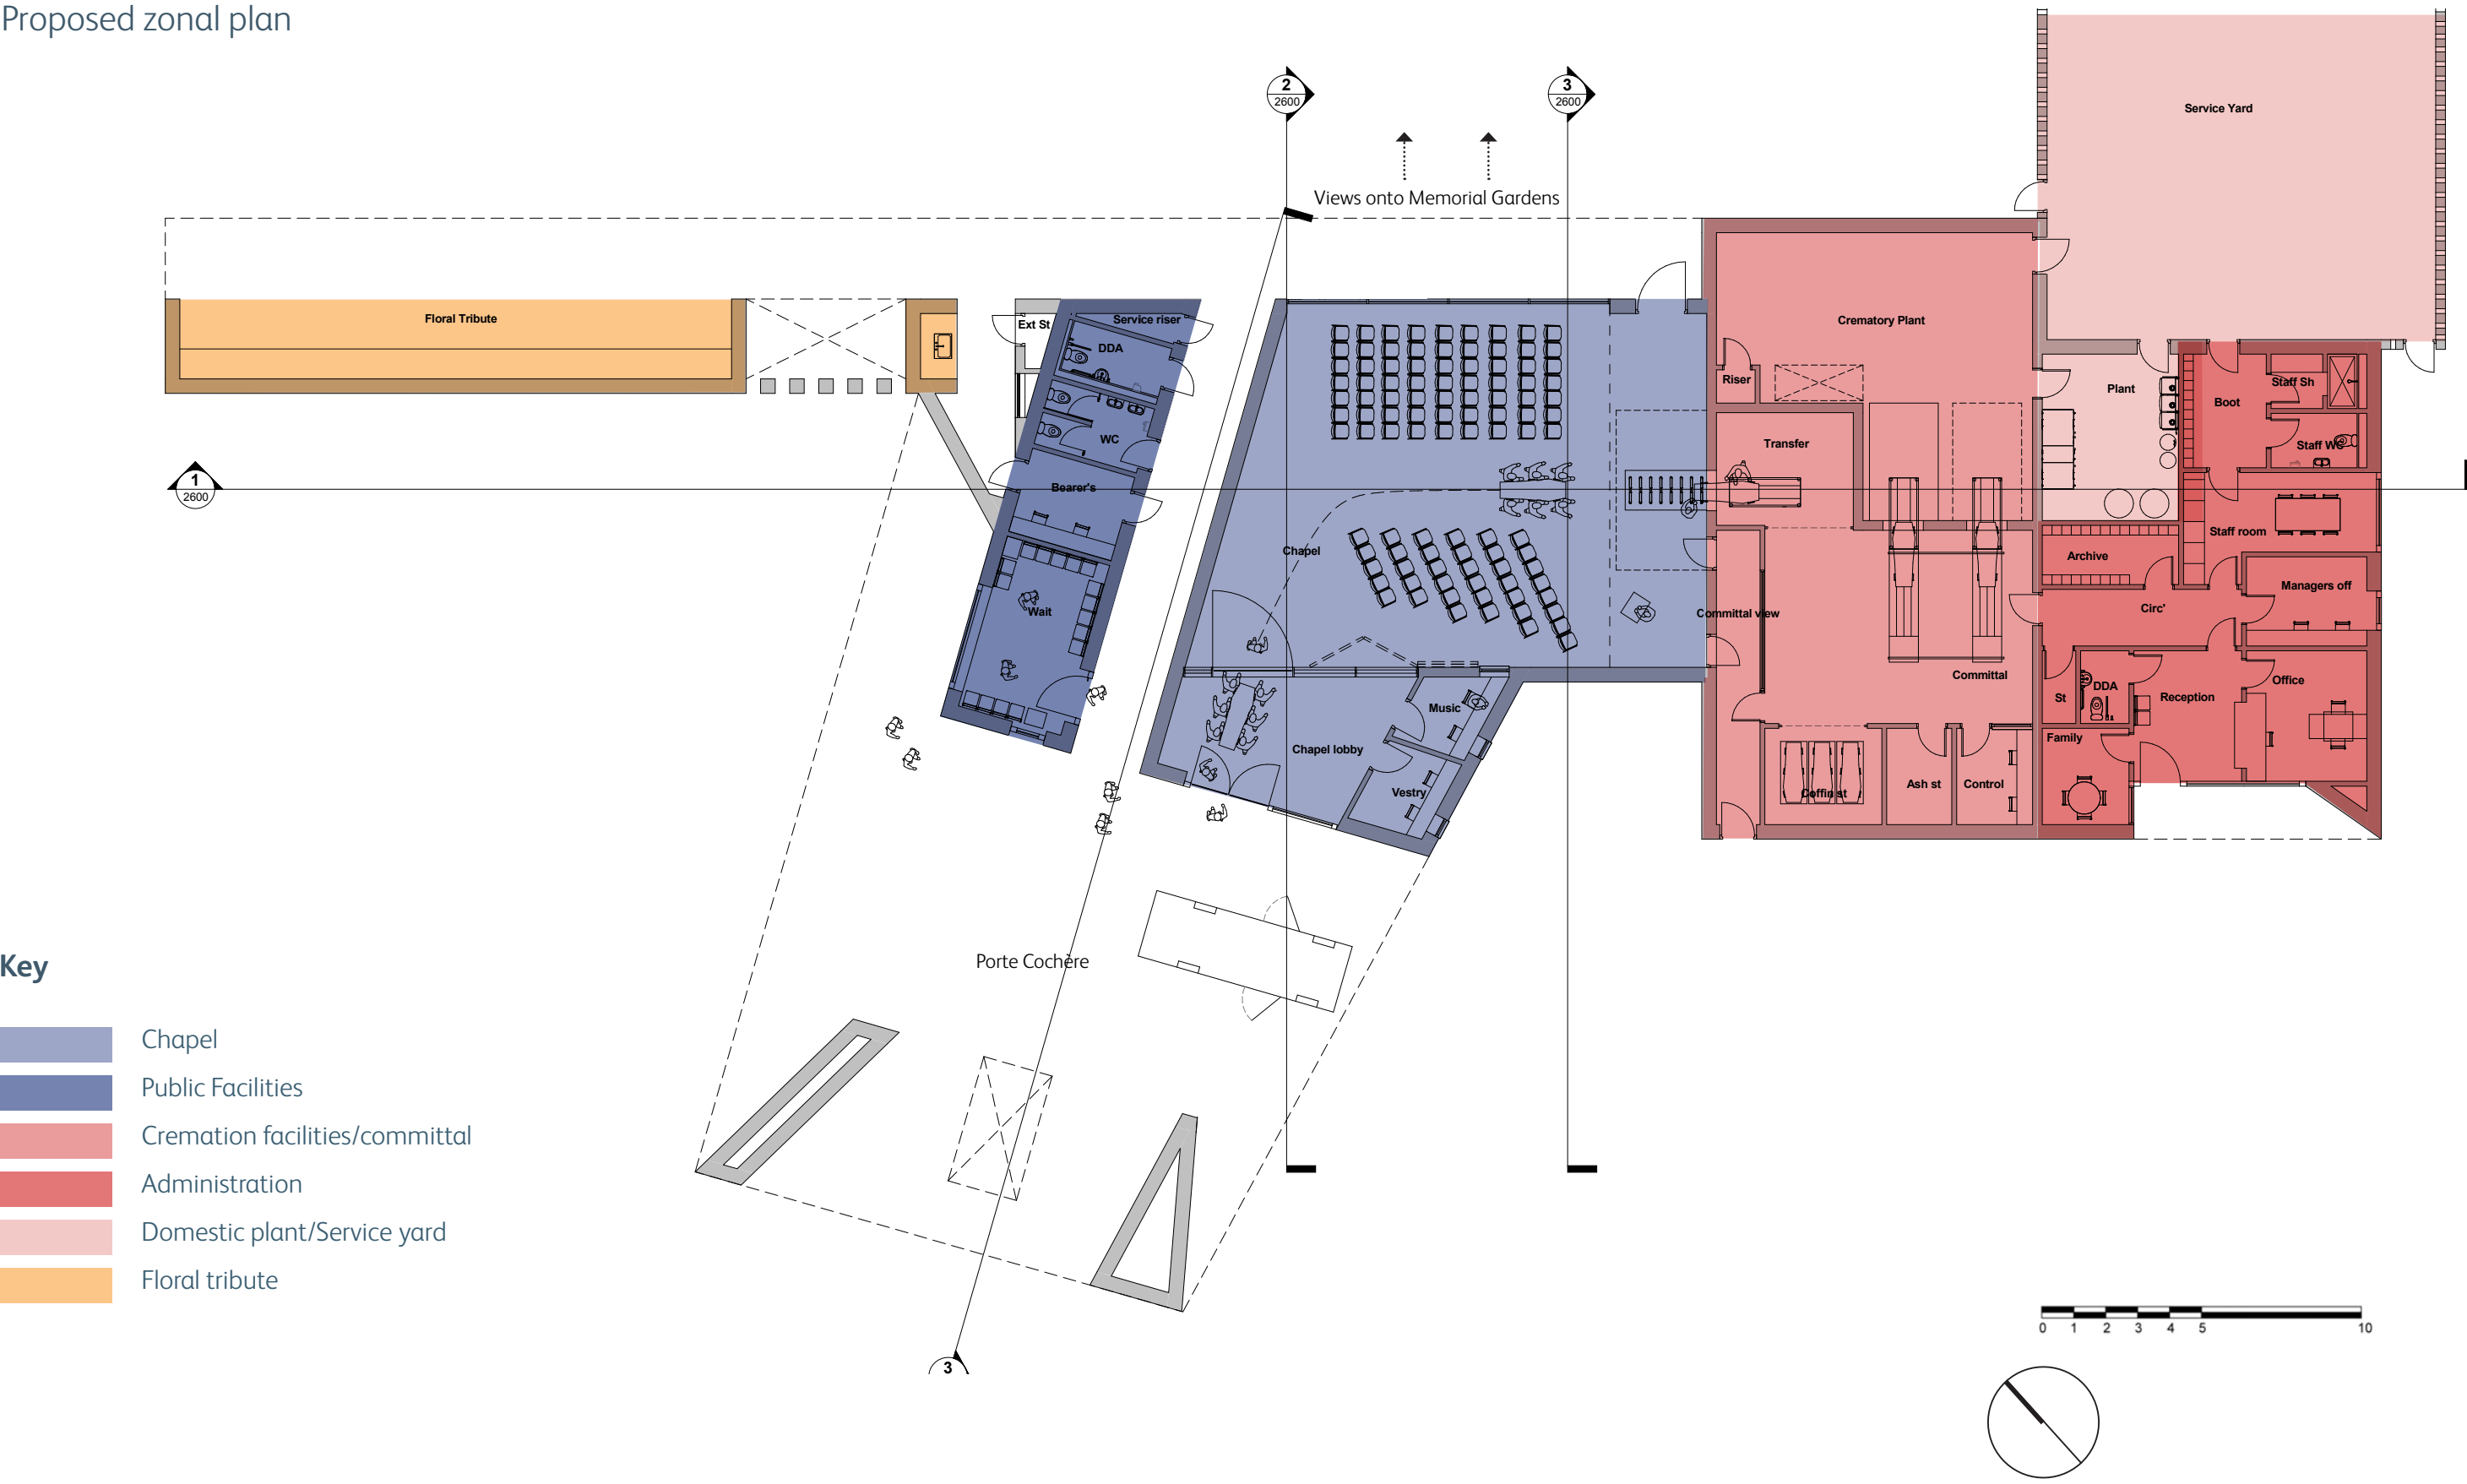 Proposed zonal plan
Service Yard
2
2600
3
2600
Views onto Memorial Gardens
Floral Tribute
Ext St
Service riser
DDA
WC
Bearer's
Wait
1
2600
Chapel
Chapel lobby
Music
Vestry
Crematory Plant
Riser
Transfer
Committal view
Committal
Coffin st
Ash st
Control
Plant
Boot
Staff Sh
Staff WC
Staff room
Archive
Managers off
Circ'
St
DDA
Reception
Office
Family
Porte Cochère
Key
Chapel
Public Facilities
Cremation facilities/committal
Administration
Domestic plant/Service yard
Floral tribute
3
0 1 2 3 4 5 10